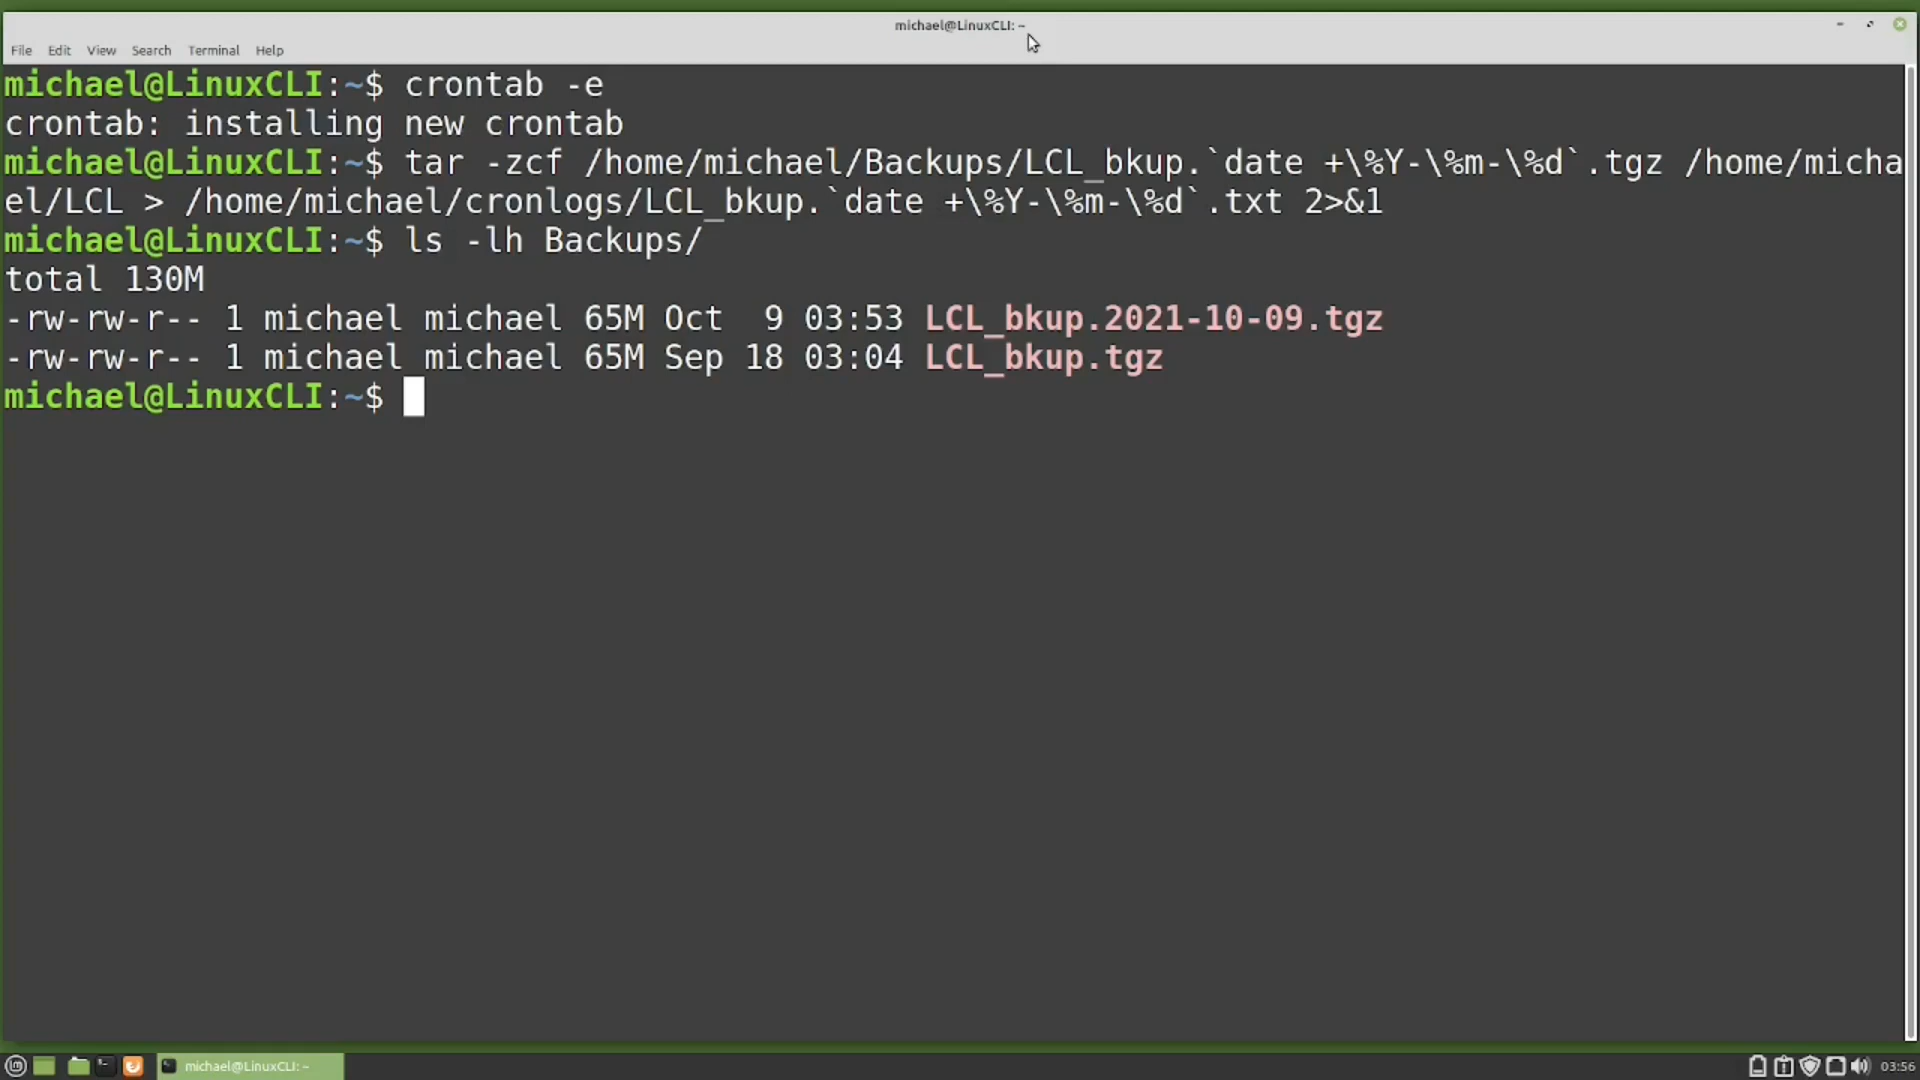 michael@LinuxCLI: ~
File Edit View Search Terminal Help
michael@LinuxCLI:~$ crontab -e
crontab: installing new crontab
michael@LinuxCLI:~$ tar -zcf /home/michael/Backups/LCL_bkup.`date +\%Y-\%m-\%d`.tgz /home/micha
el/LCL > /home/michael/cronlogs/LCL_bkup.`date +\%Y-\%m-\%d`.txt 2>&1
michael@LinuxCLI:~$ ls -lh Backups/
total 130M
-rw-rw-r-- 1 michael michael 65M Oct  9 03:53 LCL_bkup.2021-10-09.tgz
-rw-rw-r-- 1 michael michael 65M Sep 18 03:04 LCL_bkup.tgz
michael@LinuxCLI:~$
michael@LinuxCLI: ~
03:56